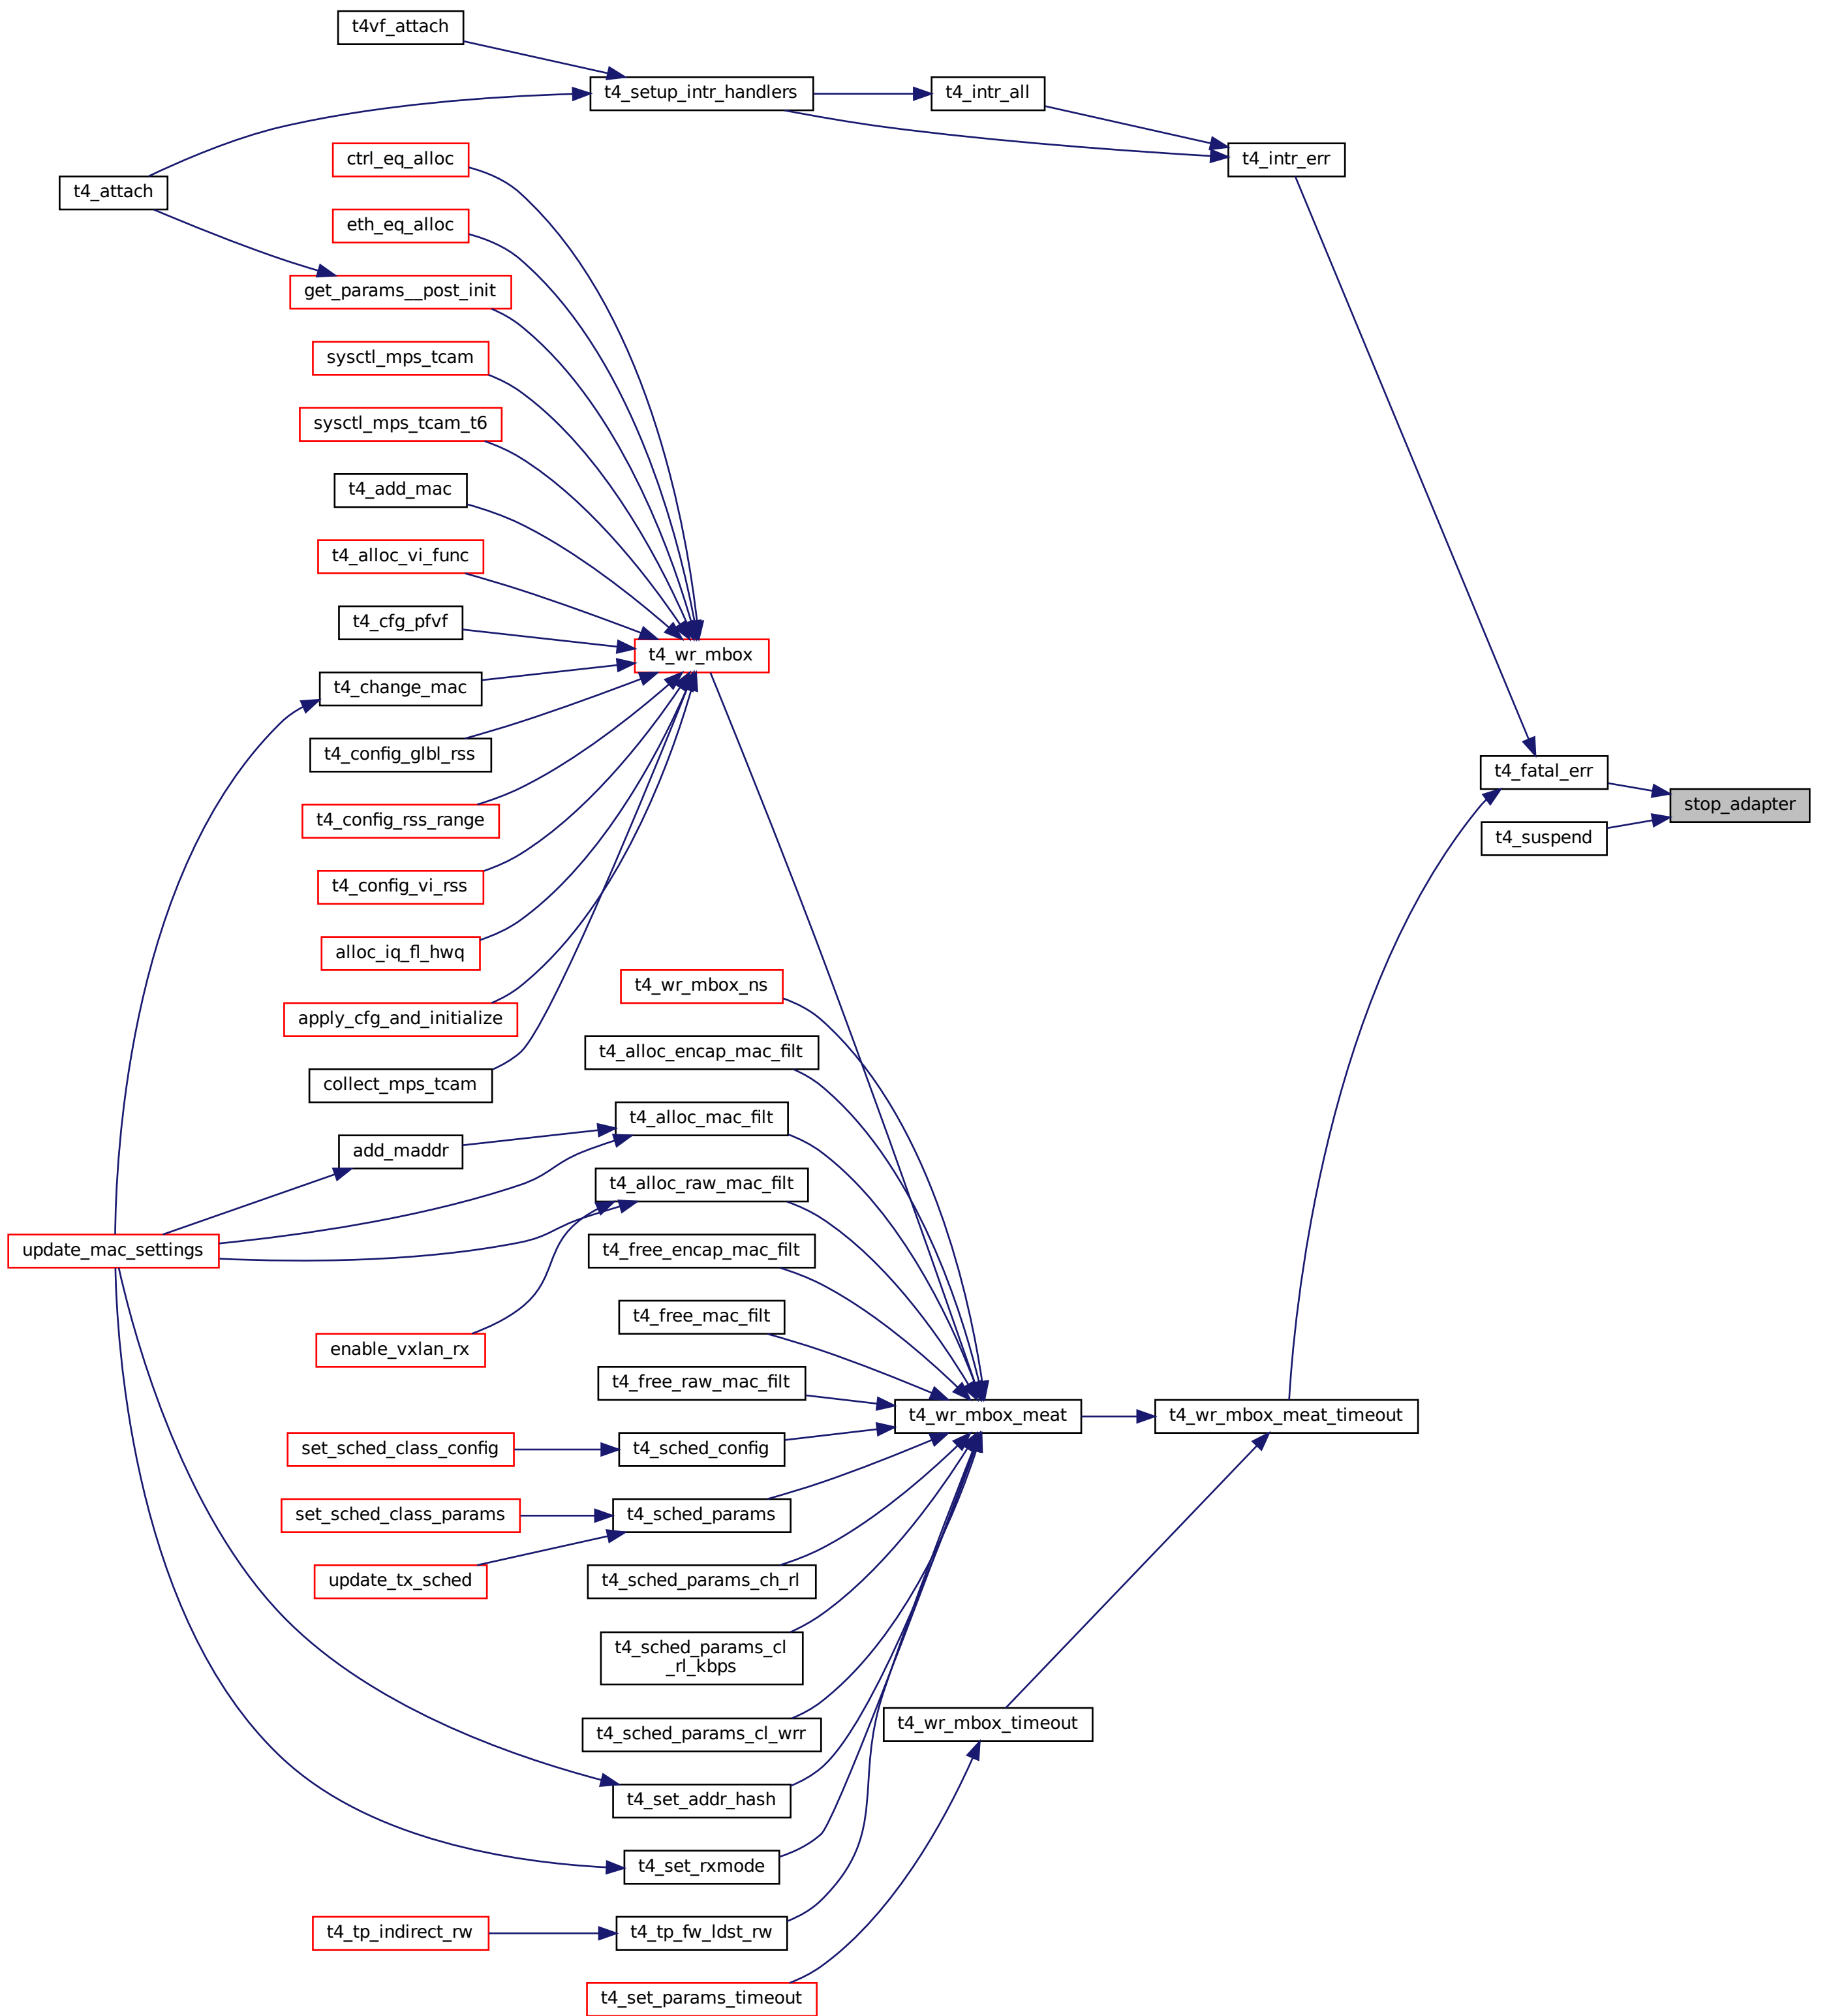 t4vf_attach
t4_setup_intr_handlers
t4_intr_all
ctrl_eq_alloc
t4_intr_err
t4_attach
eth_eq_alloc
get_params__post_init
sysctl_mps_tcam
sysctl_mps_tcam_t6
t4_add_mac
t4_alloc_vi_func
t4_cfg_pfvf
t4_wr_mbox
t4_change_mac
t4_config_glbl_rss
t4_fatal_err
stop_adapter
t4_config_rss_range
t4_suspend
t4_config_vi_rss
alloc_iq_fl_hwq
t4_wr_mbox_ns
apply_cfg_and_initialize
t4_alloc_encap_mac_filt
collect_mps_tcam
t4_alloc_mac_filt
add_maddr
t4_alloc_raw_mac_filt
update_mac_settings
t4_free_encap_mac_filt
t4_free_mac_filt
enable_vxlan_rx
t4_free_raw_mac_filt
t4_wr_mbox_meat
t4_wr_mbox_meat_timeout
set_sched_class_config
t4_sched_config
set_sched_class_params
t4_sched_params
update_tx_sched
t4_sched_params_ch_rl
t4_sched_params_cl
_rl_kbps
t4_wr_mbox_timeout
t4_sched_params_cl_wrr
t4_set_addr_hash
t4_set_rxmode
t4_tp_indirect_rw
t4_tp_fw_ldst_rw
t4_set_params_timeout